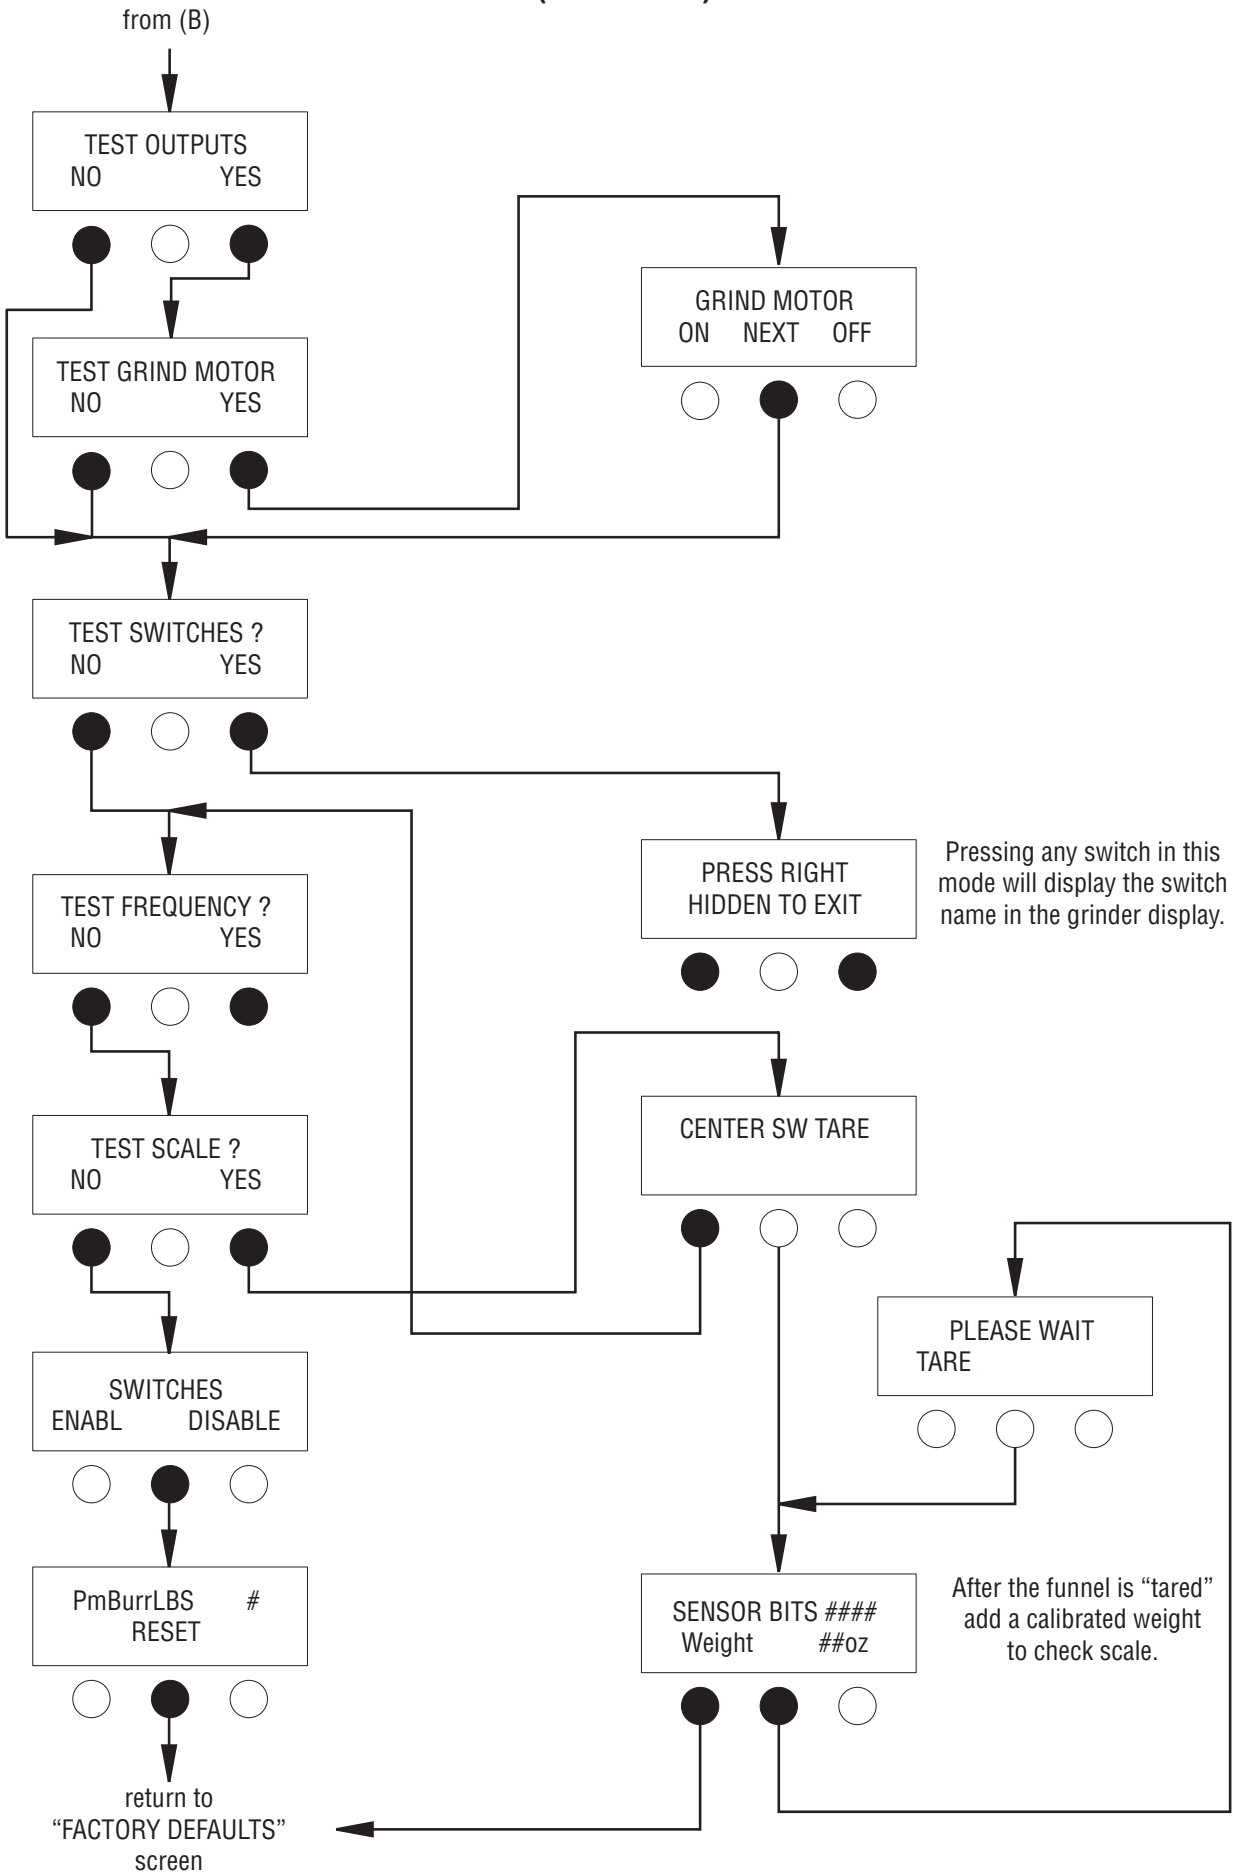 from (B)
TEST OUTPUTS
NO YES
GRIND MOTOR
ON NEXT OFF
TEST GRIND MOTOR
NO YES
TEST SWITCHES ?
NO YES
PRESS RIGHT
HIDDEN TO EXIT
Pressing any switch in this
mode will display the switch
name in the grinder display.
TEST FREQUENCY ?
NO YES
CENTER SW TARE
TEST SCALE ?
NO YES
PLEASE WAIT
TARE
SWITCHES
ENABL DISABLE
PmBurrLBS #
RESET
SENSOR BITS ####
Weight ##oz
After the funnel is “tared”
add a calibrated weight
to check scale.
return to
“FACTORY DEFAULTS”
screen